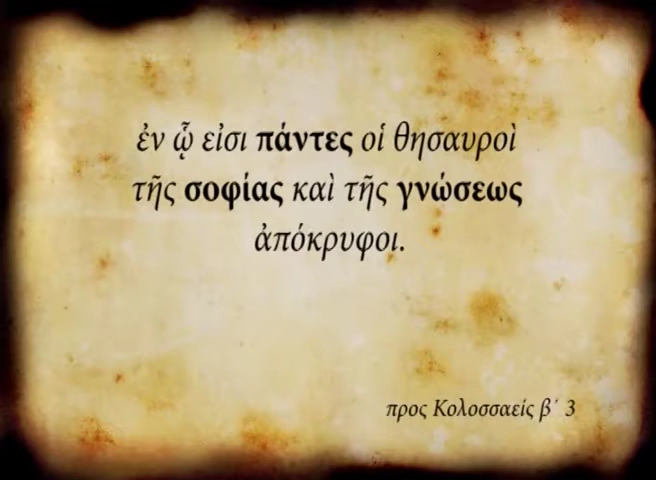 ἐν ᾧ εἰσι πάντες οἱ θησαυροὶ
τῆς σοφίας καὶ τῆς γνώσεως
ἀπόκρυφοι.
προς Κολοσσαείς β΄ 3